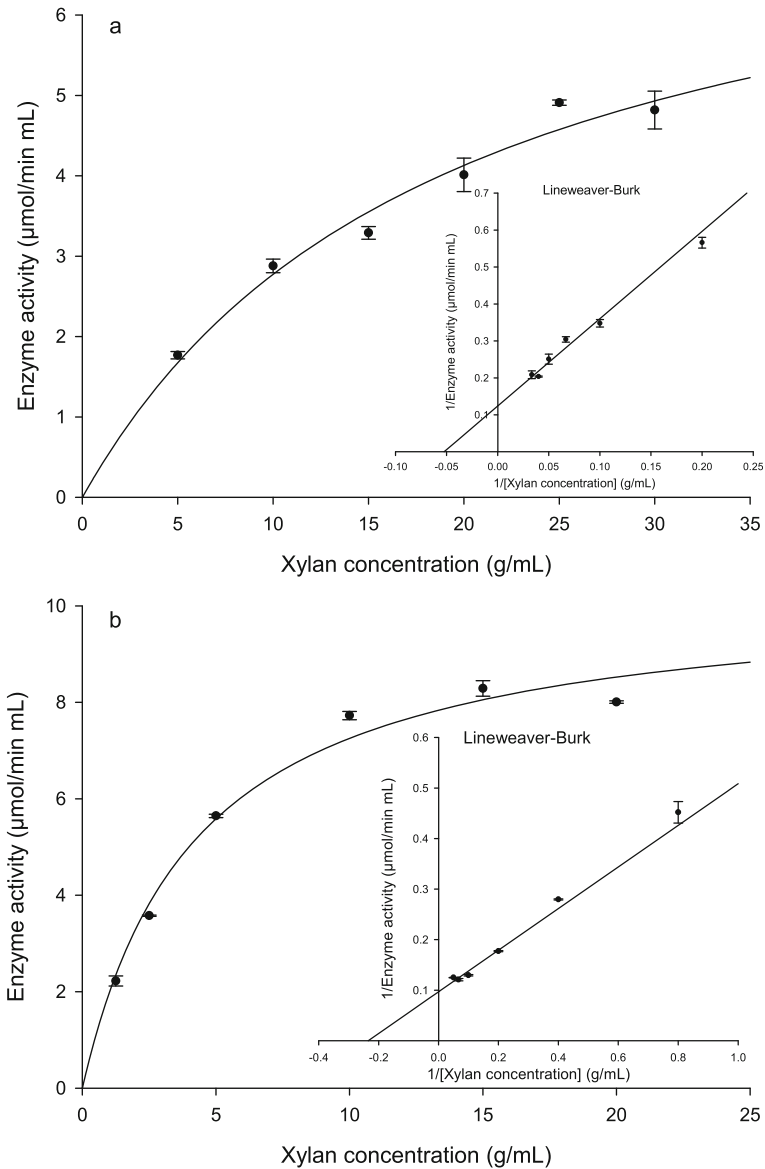 a
6
5
4
3
2
1
0
Enzyme activity (µmol/min mL)
0 5 10 15 20 25 30 35
Xylan concentration (g/mL)
Lineweaver-Burk
0.7
0.6
0.5
0.4
0.3
0.2
0.1
1/Enzyme activity (µmol/min mL)
-0.10 -0.05 0.00 0.05 0.10 0.15 0.20 0.25
1/[Xylan concentration] (g/mL)
b
10
8
6
4
2
0
Enzyme activity (µmol/min mL)
0 5 10 15 20 25
Xylan concentration (g/mL)
Lineweaver-Burk
0.6
0.5
0.4
0.3
0.2
0.1
1/Enzyme activity (µmol/min mL)
-0.4 -0.2 0.0 0.2 0.4 0.6 0.8 1.0
1/[Xylan concentration] (g/mL)